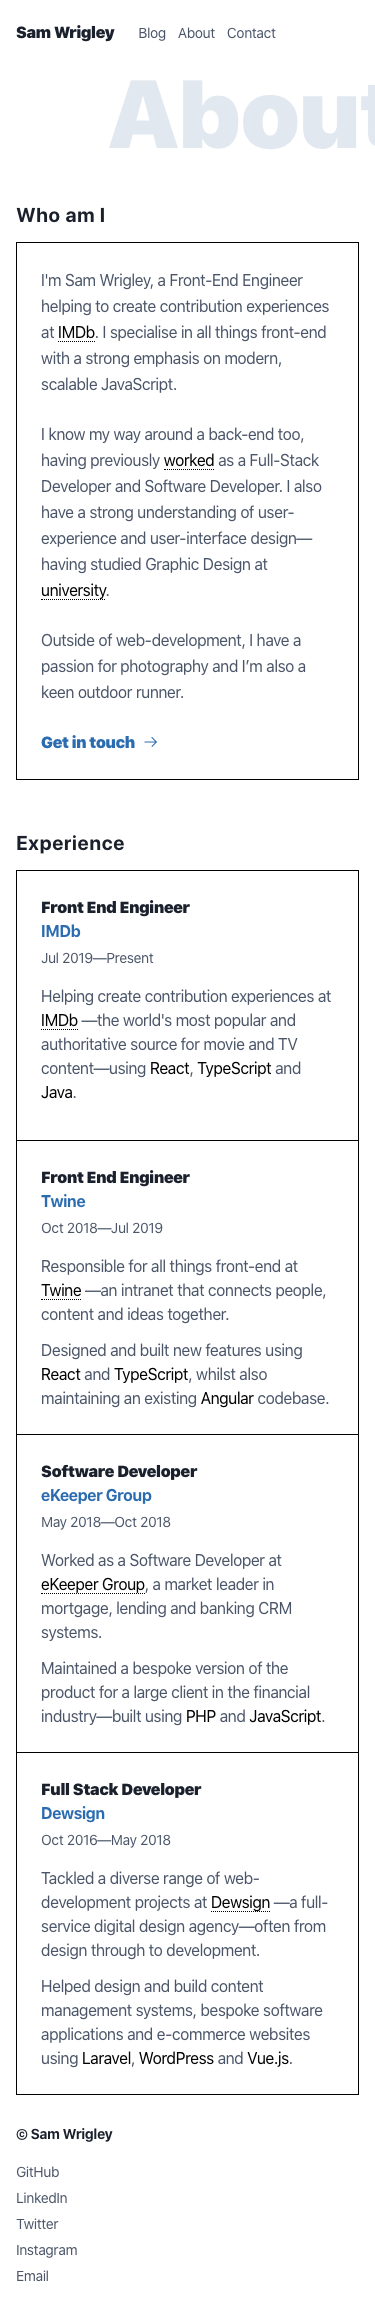 Sam Wrigley Blog About Contact
About
Who am I
I'm Sam Wrigley, a Front-End Engineer
helping to create contribution experiences
at IMDb. I specialise in all things front-end
with a strong emphasis on modern,
scalable JavaScript.
I know my way around a back-end too,
having previously worked as a Full-Stack
Developer and Software Developer. I also
have a strong understanding of user-
experience and user-interface design—
having studied Graphic Design at
university.
Outside of web-development, I have a
passion for photography and I’m also a
keen outdoor runner.
Get in touch →
Experience
Front End Engineer
IMDb
Jul 2019—Present
Helping create contribution experiences at
IMDb —the world's most popular and
authoritative source for movie and TV
content—using React, TypeScript and
Java.
Front End Engineer
Twine
Oct 2018—Jul 2019
Responsible for all things front-end at
Twine —an intranet that connects people,
content and ideas together.
Designed and built new features using
React and TypeScript, whilst also
maintaining an existing Angular codebase.
Software Developer
eKeeper Group
May 2018—Oct 2018
Worked as a Software Developer at
eKeeper Group, a market leader in
mortgage, lending and banking CRM
systems.
Maintained a bespoke version of the
product for a large client in the financial
industry—built using PHP and JavaScript.
Full Stack Developer
Dewsign
Oct 2016—May 2018
Tackled a diverse range of web-
development projects at Dewsign —a full-
service digital design agency—often from
design through to development.
Helped design and build content
management systems, bespoke software
applications and e-commerce websites
using Laravel, WordPress and Vue.js.
© Sam Wrigley
GitHub
LinkedIn
Twitter
Instagram
Email